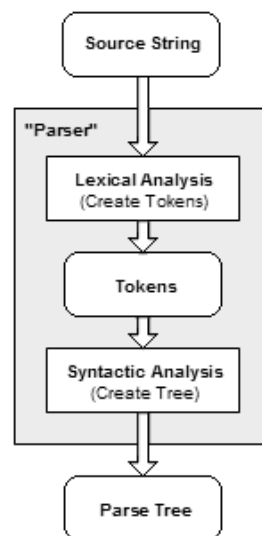 Source String
"Parser"
Lexical Analysis
(Create Tokens)
Tokens
Syntactic Analysis
(Create Tree)
Parse Tree